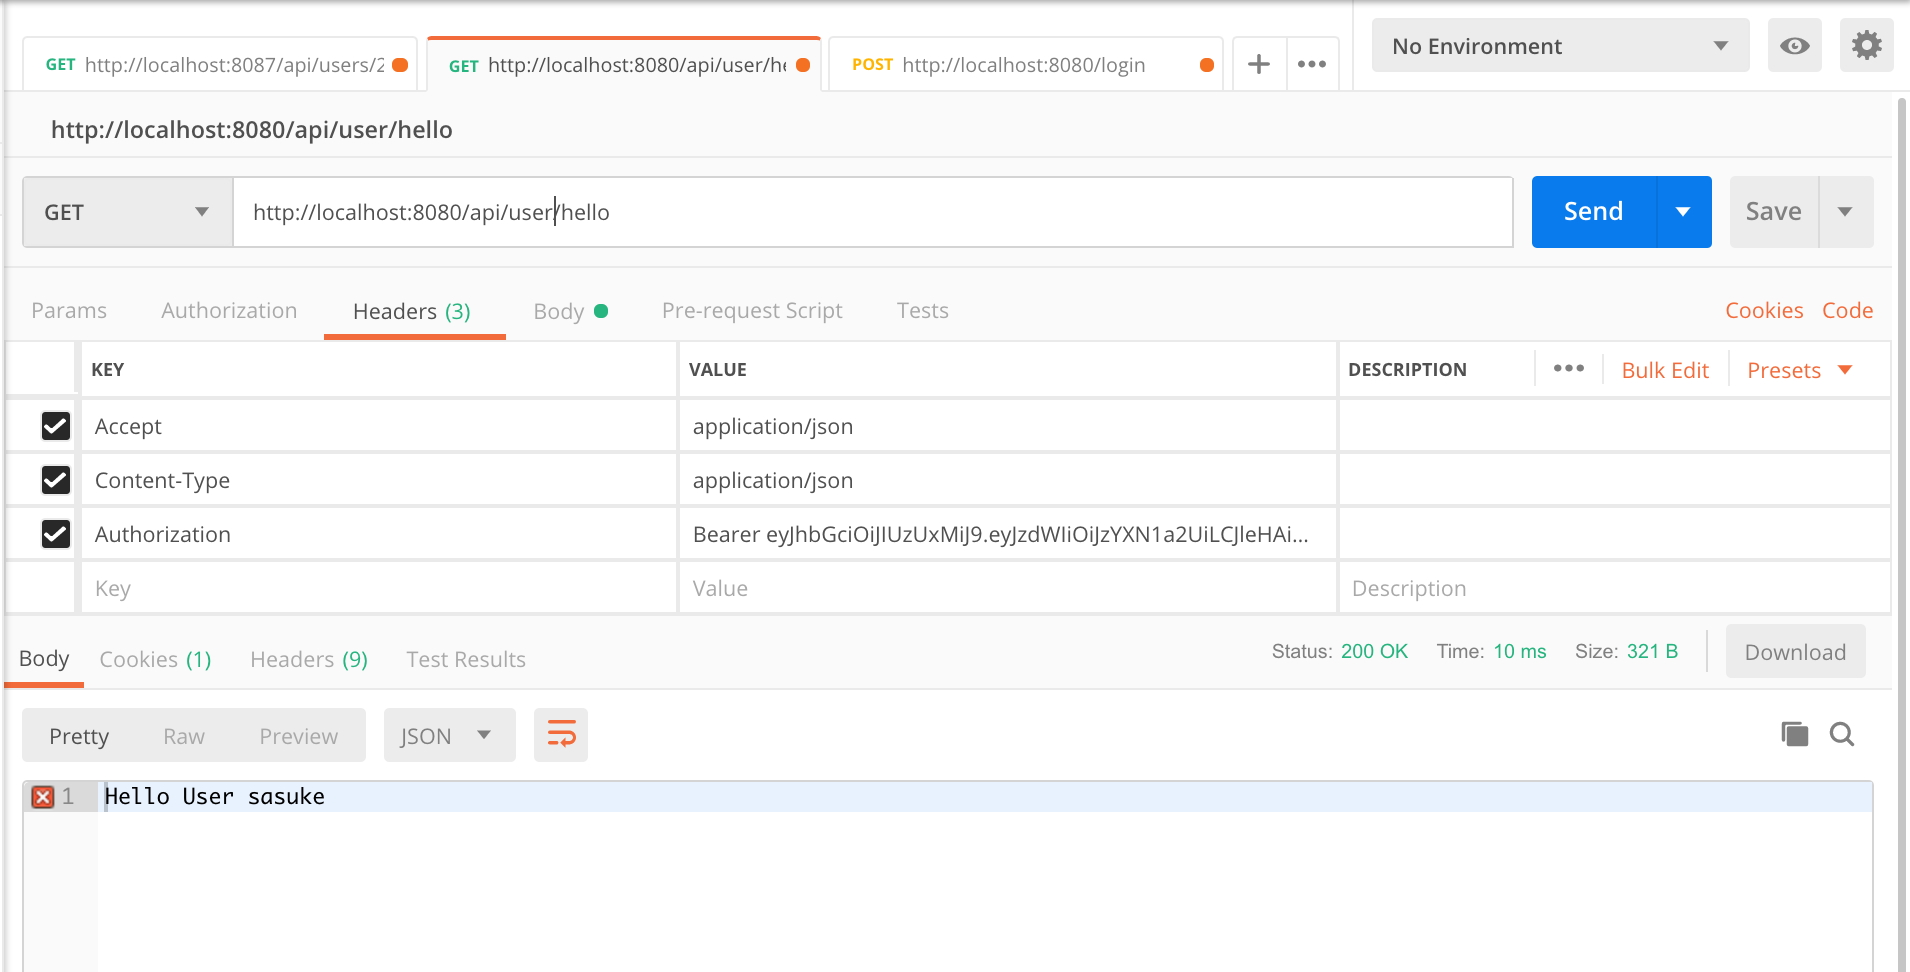 GET http://localhost:8087/api/users/2 GET http://localhost:8080/api/user/he POST http://localhost:8080/login No Environment
http://localhost:8080/api/user/hello
GET http://localhost:8080/api/user/hello Send Save
Params Authorization Headers (3) Body Pre-request Script Tests Cookies Code
KEY VALUE DESCRIPTION Bulk Edit Presets
Accept application/json
Content-Type application/json
Authorization Bearer eyJhbGciOiJIUzUxMiJ9.eyJzdWIiOiJzYXN1a2UiLCJleHAi...
Key Value Description
Body Cookies (1) Headers (9) Test Results Status: 200 OK Time: 10 ms Size: 321 B Download
Pretty Raw Preview JSON
1 Hello User sasuke